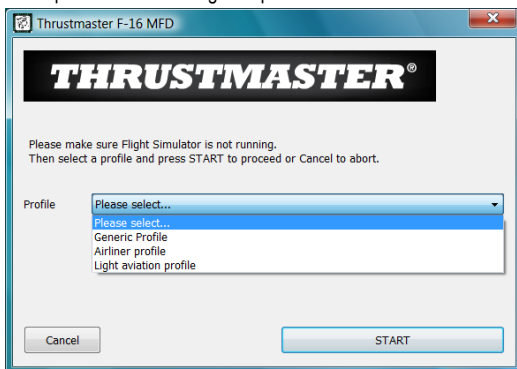 Thrustmaster F-16 MFD
THRUSTMASTER®
Please make sure Flight Simulator is not running.
Then select a profile and press START to proceed or Cancel to abort.
Profile
Please select...
Please select...
Generic Profile
Airliner profile
Light aviation profile
Cancel
START